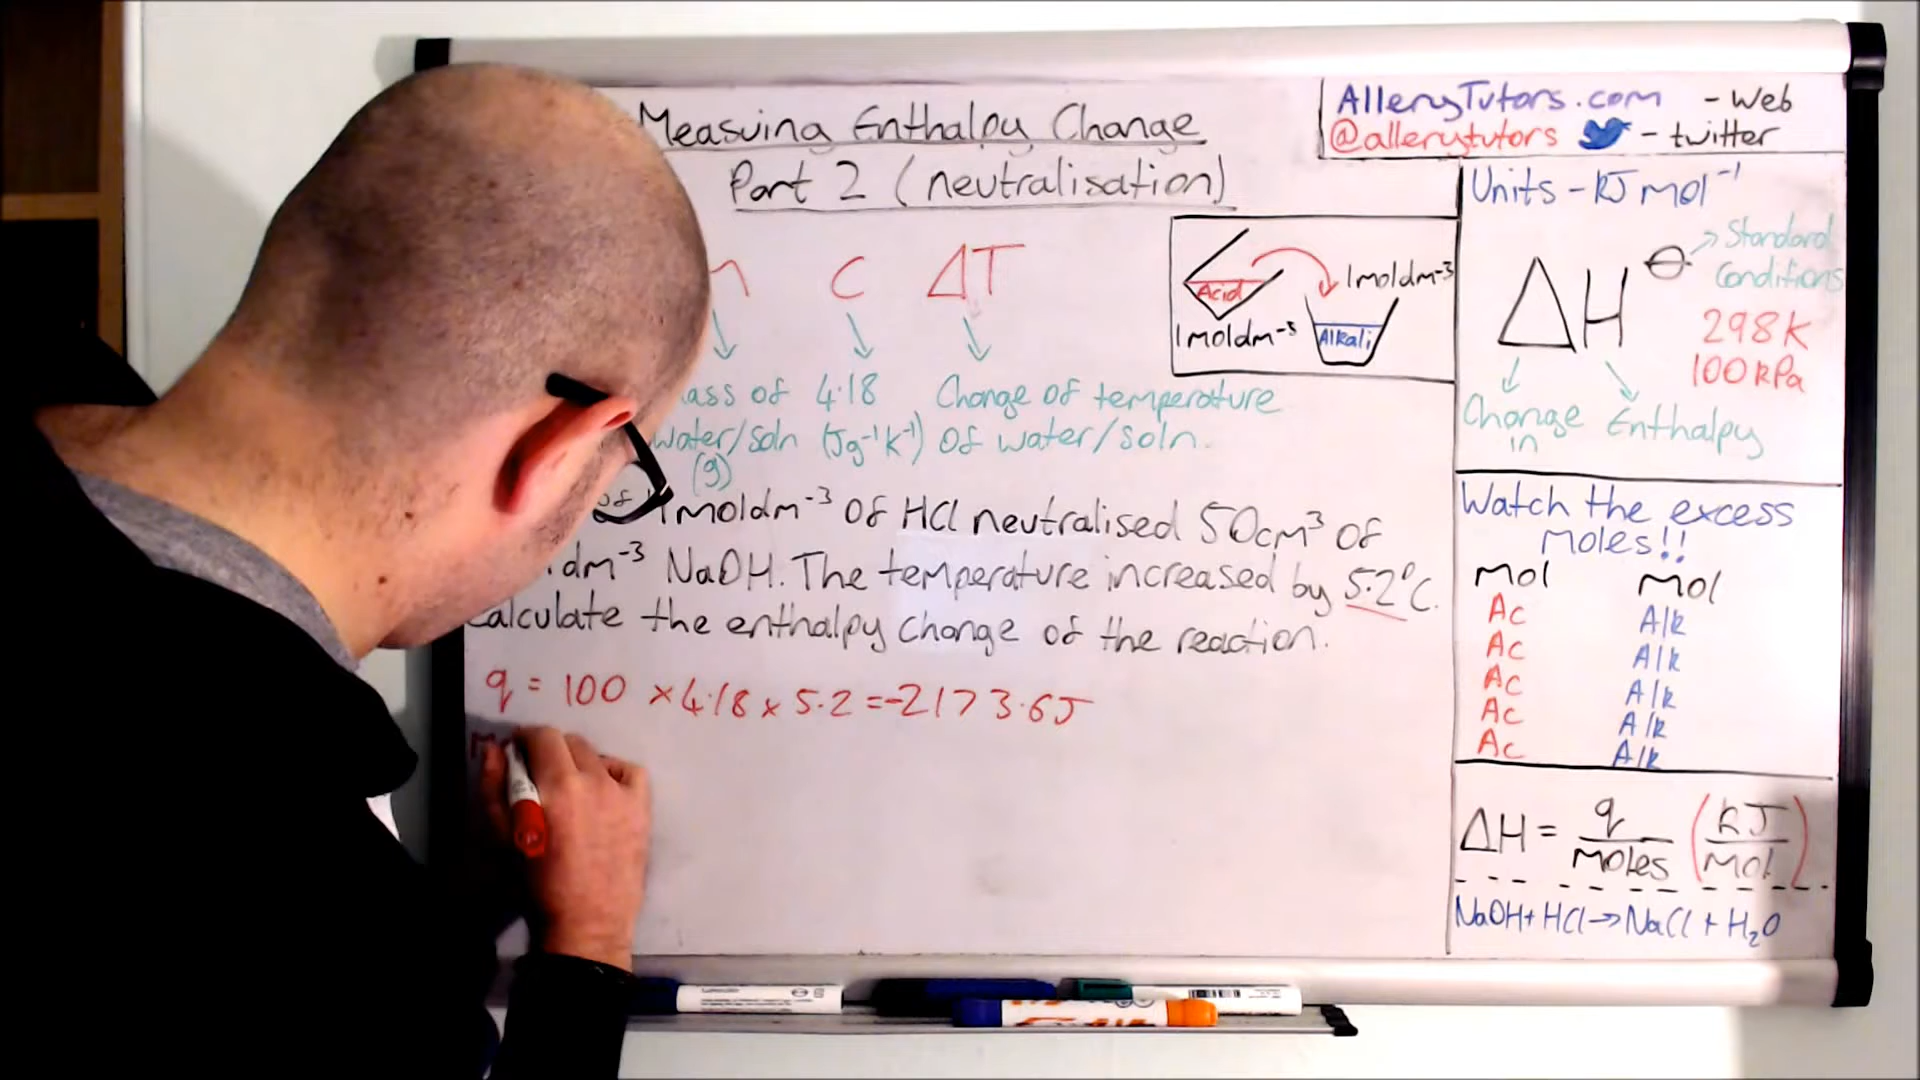 Measuing Enthalpy Change
Part 2 (neutralisation)
C ΔT
4.18 Change of temperature
water/soln (Jg⁻¹K⁻¹) of water/soln.
(g)
of 1moldm⁻³ of HCl neutralised 50cm³ of
dm⁻³ NaOH. The temperature increased by 5.2°C.
Calculate the enthalpy change of the reaction.
q = 100 × 4.18 × 5.2 = -2173.6J
Acid
1moldm⁻³
1moldm⁻³
Alkali
AlleryTutors.com - Web
@allerytutors - twitter
Units - KJ mol⁻¹
ΔH ⦵
Standard
Conditions
298K
100kPa
Change
in
Enthalpy
Watch the excess
moles!!
Mol Mol
Ac Alk
Ac Alk
Ac Alk
Ac Alk
Ac Alk
ΔH = q/moles (kJ/mol)
NaOH + HCl → NaCl + H₂O